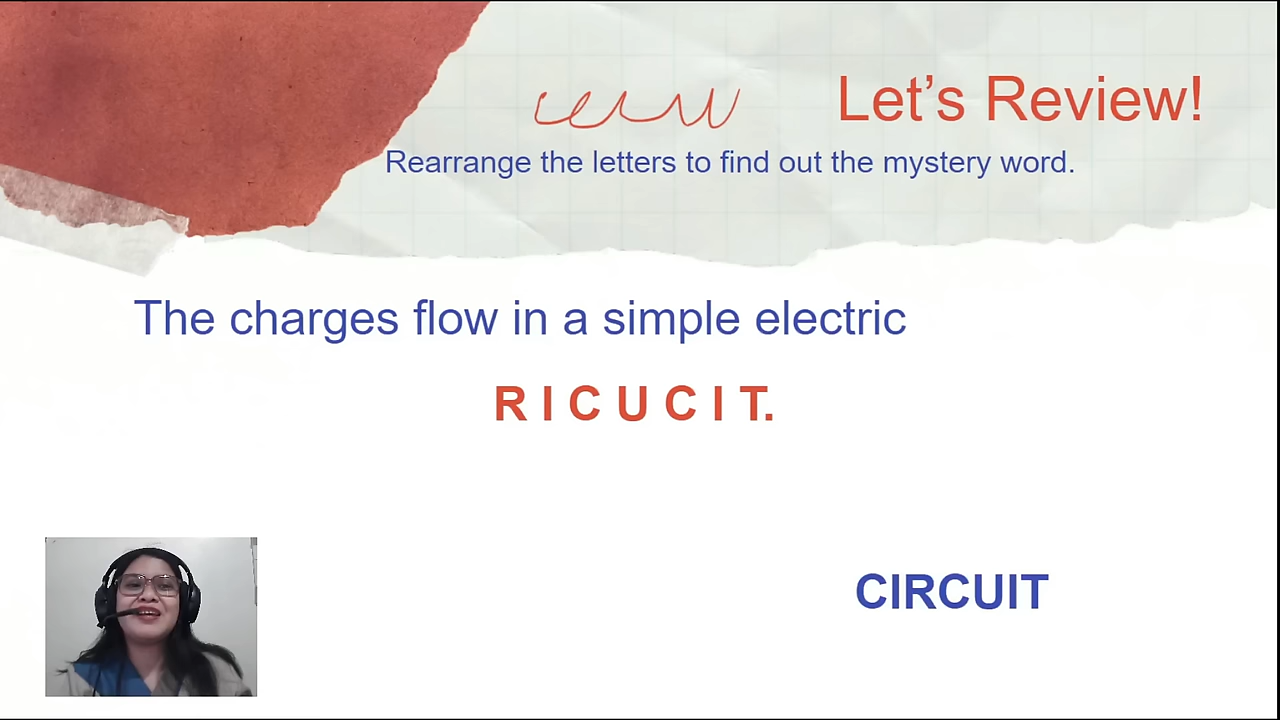 Let’s Review!
Rearrange the letters to find out the mystery word.
The charges flow in a simple electric
R I C U C I T.
CIRCUIT